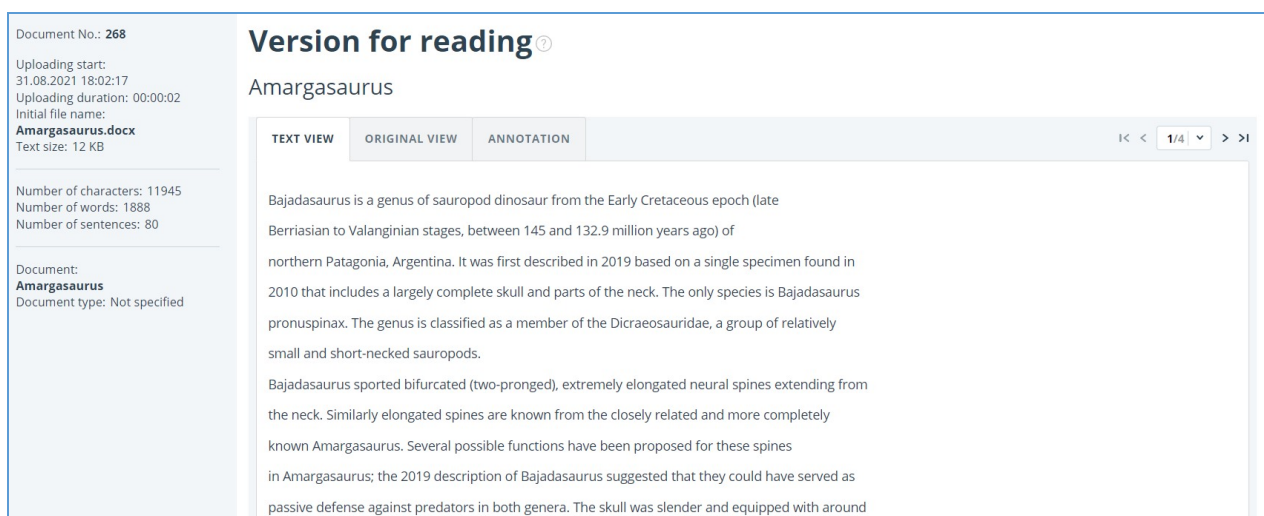 Document No.: 268
Uploading start:
31.08.2021 18:02:17
Uploading duration: 00:00:02
Initial file name:
Amargasaurus.docx
Text size: 12 KB
Number of characters: 11945
Number of words: 1888
Number of sentences: 80
Document:
Amargasaurus
Document type: Not specified
Version for reading ?
Amargasaurus
TEXT VIEW ORIGINAL VIEW ANNOTATION 1/4
Bajadasaurus is a genus of sauropod dinosaur from the Early Cretaceous epoch (late
Berriasian to Valanginian stages, between 145 and 132.9 million years ago) of
northern Patagonia, Argentina. It was first described in 2019 based on a single specimen found in
2010 that includes a largely complete skull and parts of the neck. The only species is Bajadasaurus
pronuspinax. The genus is classified as a member of the Dicraeosauridae, a group of relatively
small and short-necked sauropods.
Bajadasaurus sported bifurcated (two-pronged), extremely elongated neural spines extending from
the neck. Similarly elongated spines are known from the closely related and more completely
known Amargasaurus. Several possible functions have been proposed for these spines
in Amargasaurus; the 2019 description of Bajadasaurus suggested that they could have served as
passive defense against predators in both genera. The skull was slender and equipped with around